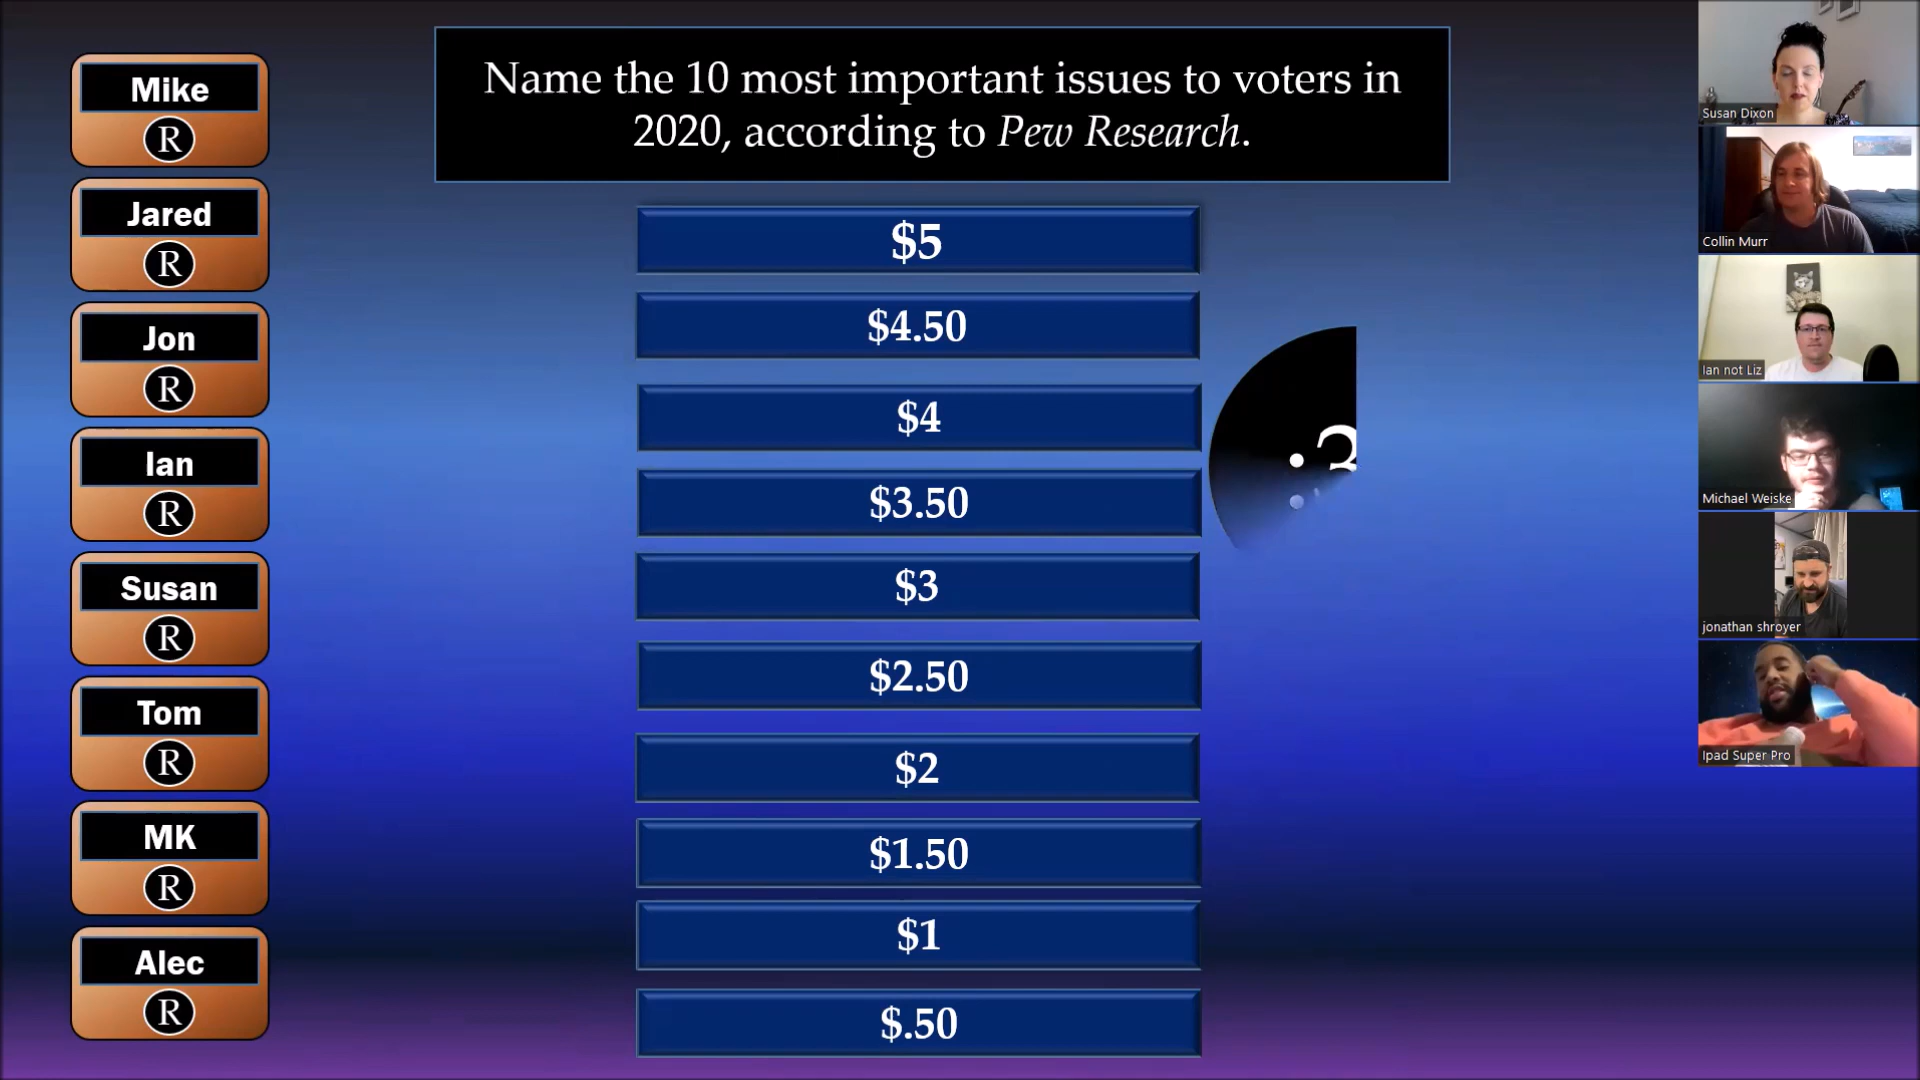 Name the 10 most important issues to voters in
2020, according to Pew Research.
Mike
R
Jared
R
Jon
R
Ian
R
Susan
R
Tom
R
MK
R
Alec
R
$5
$4.50
$4
$3.50
$3
$2.50
$2
$1.50
$1
$.50
Susan Dixon
Collin Murr
Ian not Liz
Michael Weiske
jonathan shroyer
Ipad Super Pro